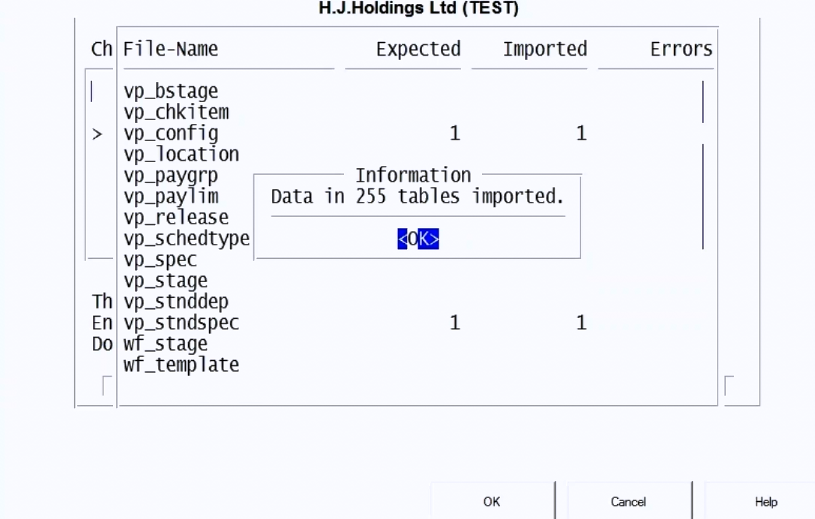 H.J.Holdings Ltd (TEST)
Ch File-Name Expected Imported Errors
vp_bstage
vp_chkitem
> vp_config 1 1
vp_location
vp_paygrp
Information
vp_paylim
Data in 255 tables imported.
vp_release
vp_schedtype
<OK>
vp_spec
vp_stage
Th vp_stnddep
En vp_stndspec 1 1
Do wf_stage
wf_template
OK Cancel Help